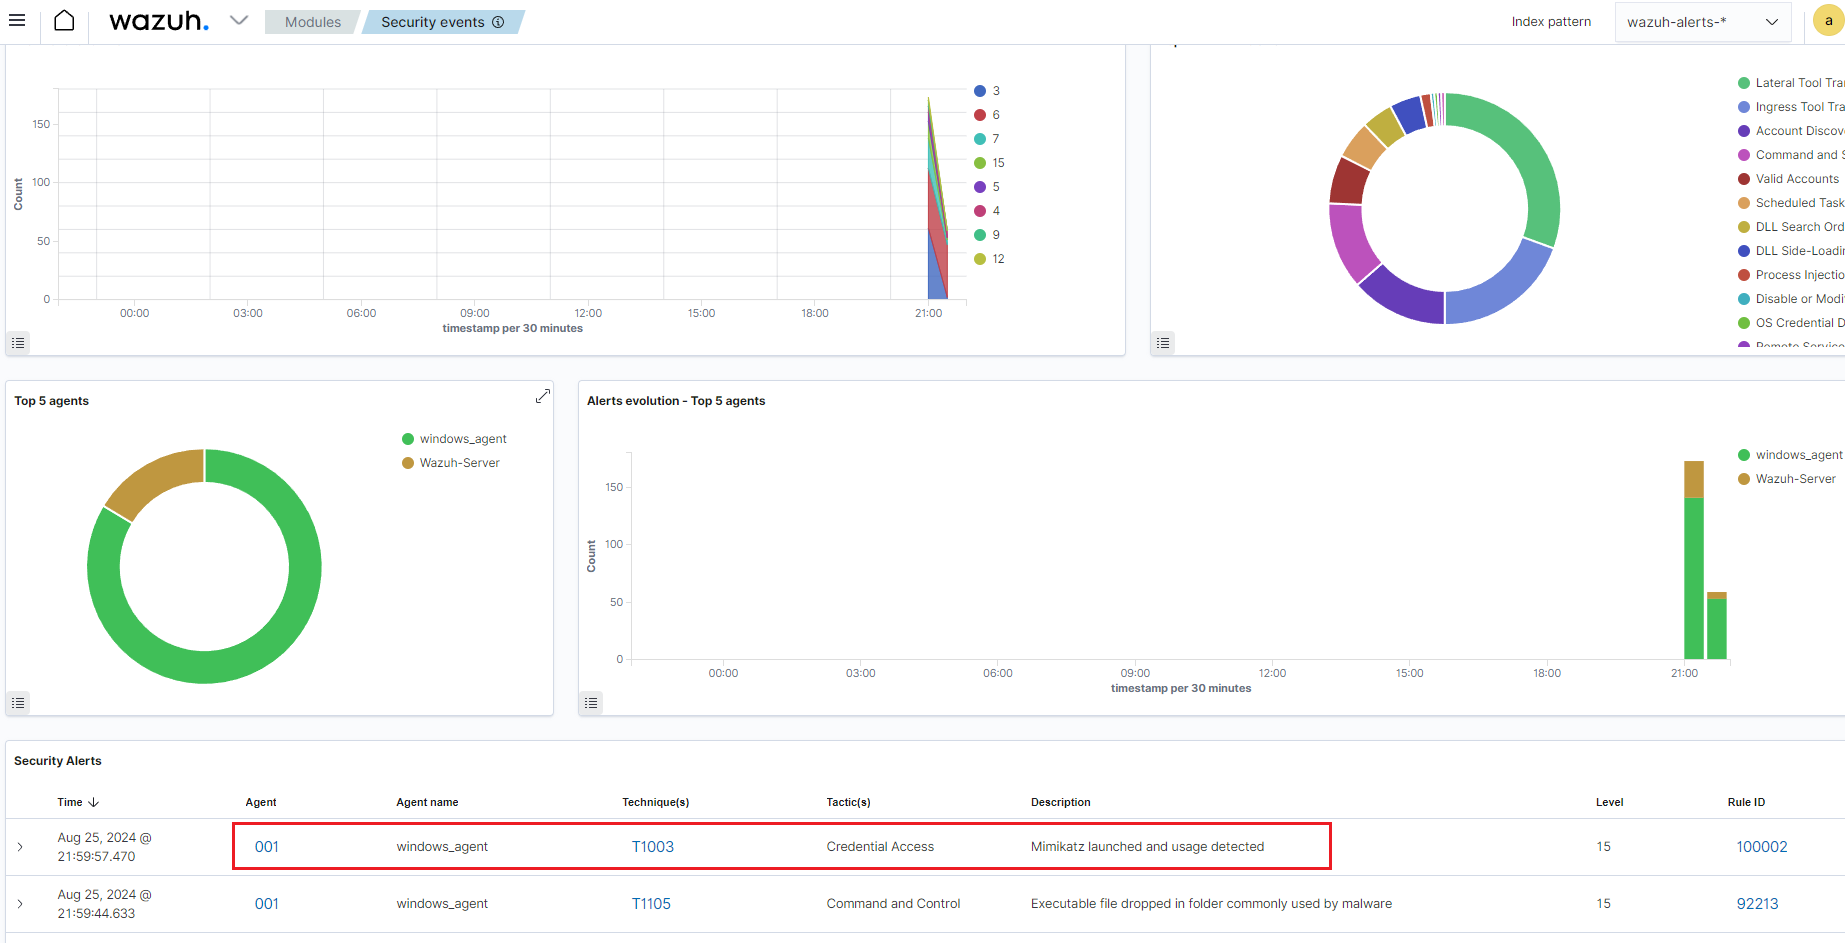 wazuh.
Modules
Security events
Index pattern
wazuh-alerts-*
a
Count
150
100
50
0
00:00 03:00 06:00 09:00 12:00 15:00 18:00 21:00
timestamp per 30 minutes
3
6
7
15
5
4
9
12
Lateral Tool Tra
Ingress Tool Tra
Account Discov
Command and S
Valid Accounts
Scheduled Task
DLL Search Ord
DLL Side-Loadi
Process Injectio
Disable or Modi
OS Credential D
Remote Service
Top 5 agents
windows_agent
Wazuh-Server
Alerts evolution - Top 5 agents
Count
150
100
50
0
00:00 03:00 06:00 09:00 12:00 15:00 18:00 21:00
timestamp per 30 minutes
windows_agent
Wazuh-Server
Security Alerts
Time Agent Agent name Technique(s) Tactic(s) Description Level Rule ID
Aug 25, 2024 @
21:59:57.470
001 windows_agent T1003 Credential Access Mimikatz launched and usage detected 15 100002
Aug 25, 2024 @
21:59:44.633
001 windows_agent T1105 Command and Control Executable file dropped in folder commonly used by malware 15 92213